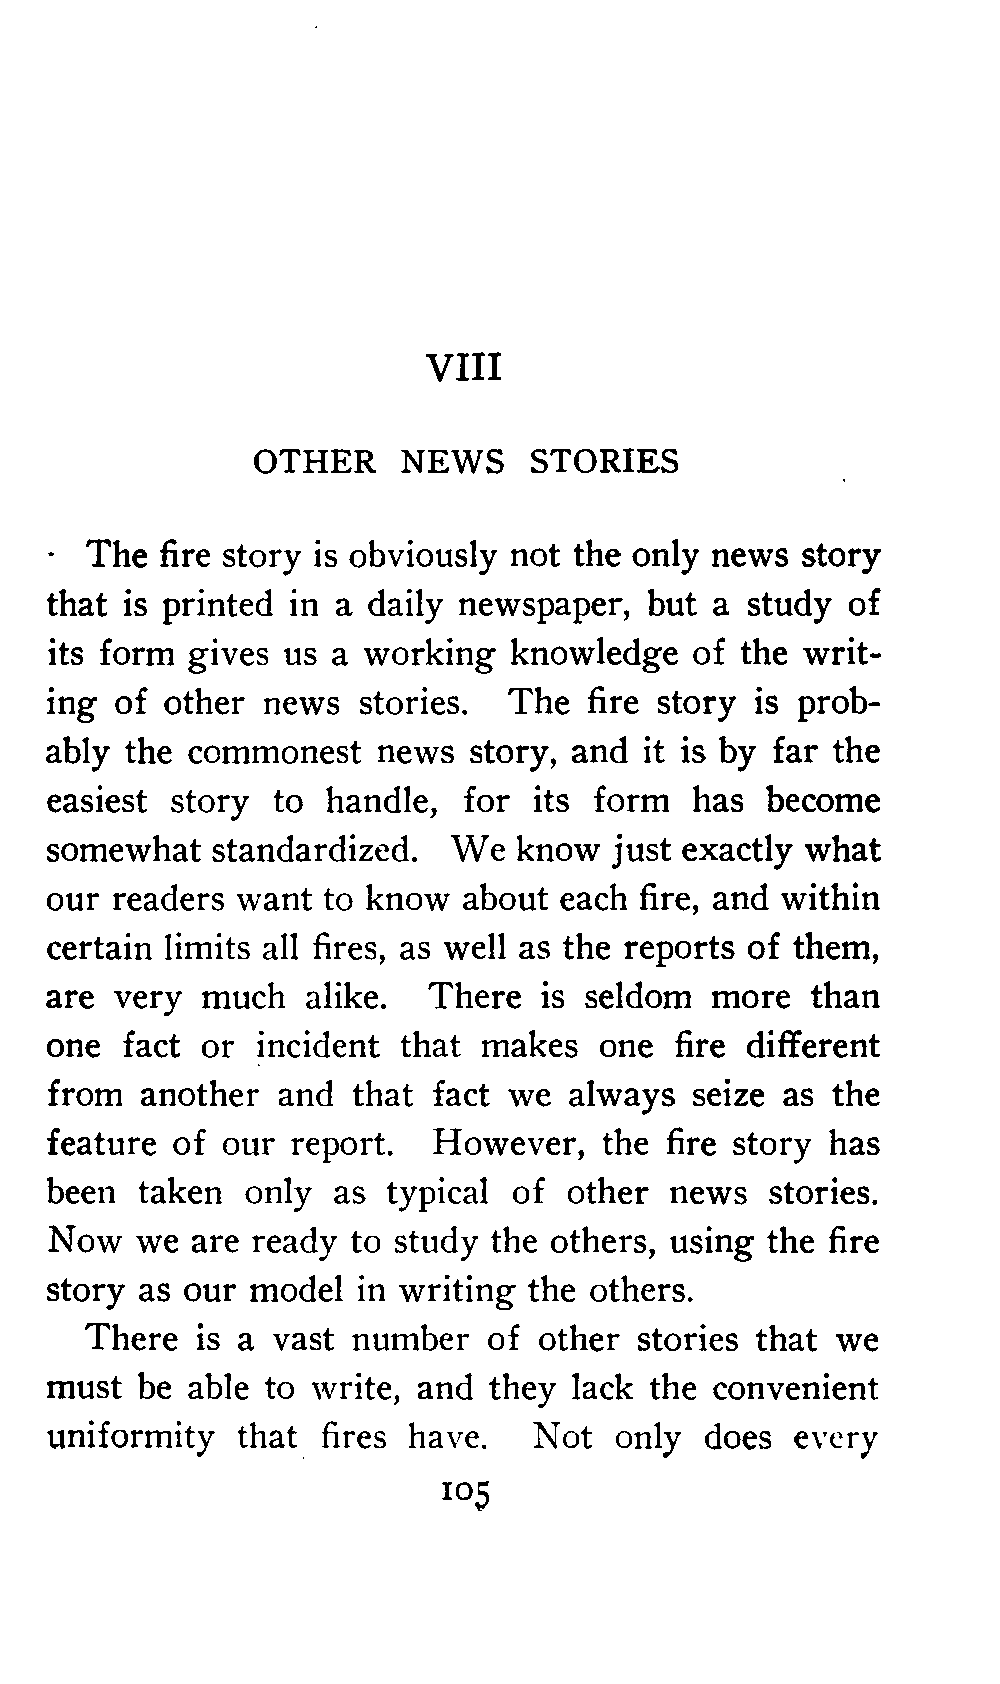 VIII
OTHER NEWS STORIES
The fire story is obviously not the only news story
that is printed in a daily newspaper, but a study of
its form gives us a working knowledge of the writ-
ing of other news stories. The fire story is prob-
ably the commonest news story, and it is by far the
easiest story to handle, for its form has become
somewhat standardized. We know just exactly what
our readers want to know about each fire, and within
certain limits all fires, as well as the reports of them,
are very much alike. There is seldom more than
one fact or incident that makes one fire different
from another and that fact we always seize as the
feature of our report. However, the fire story has
been taken only as typical of other news stories.
Now we are ready to study the others, using the fire
story as our model in writing the others.
There is a vast number of other stories that we
must be able to write, and they lack the convenient
uniformity that fires have. Not only does every
105